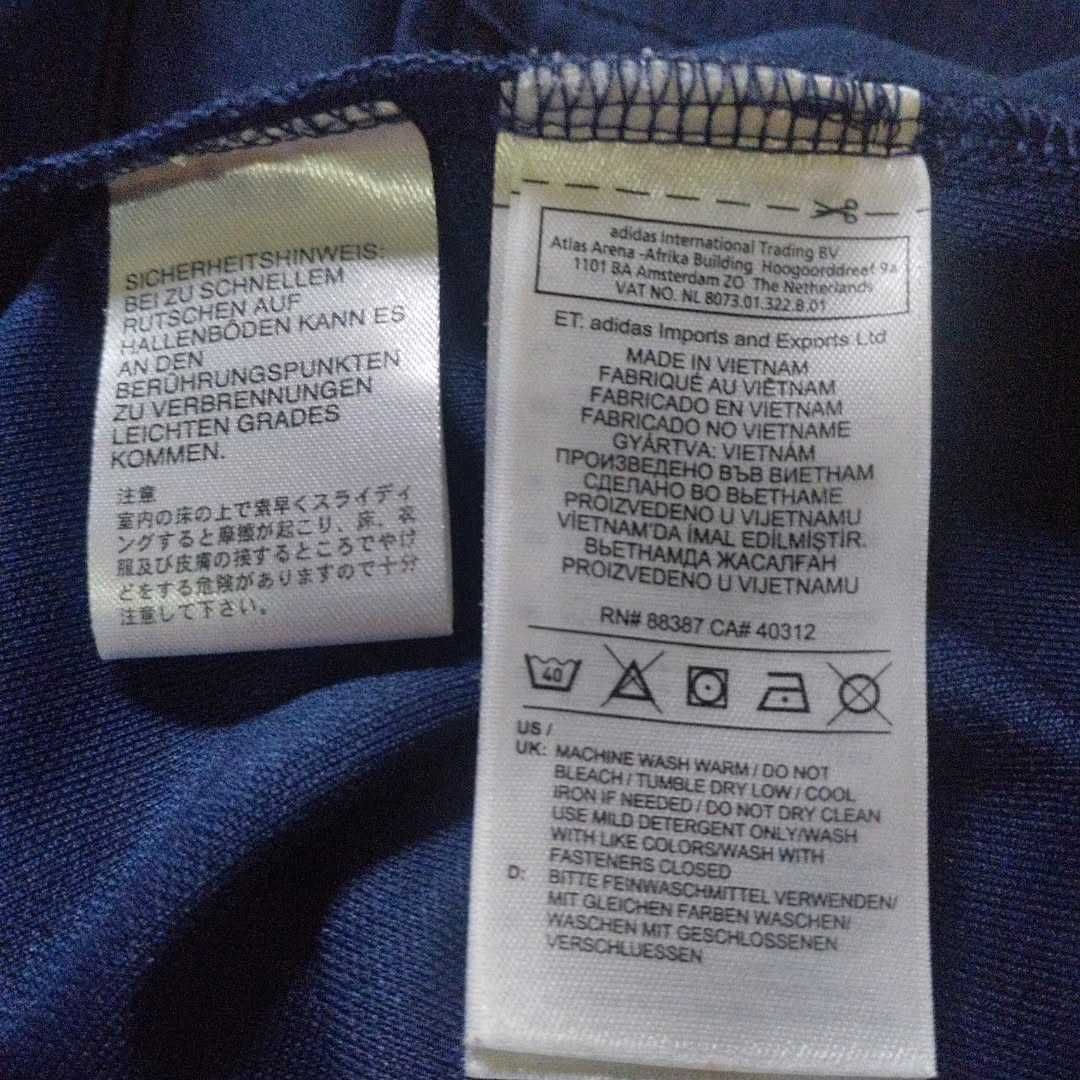 SICHERHEITSHINWEIS:
BEI ZU SCHNELLEM
RUTSCHEN AUF
HALLENBÖDEN KANN ES
AN DEN
BERÜHRUNGSPUNKTEN
ZU VERBRENNUNGEN
LEICHTEN GRADES
KOMMEN.
注意
室内の床の上で素早くスライディ
ングすると摩擦が起こり、床、衣
服及び皮膚の接するところでやけ
どをする危険がありますので十分
注意して下さい。
adidas International Trading BV
Atlas Arena -Afrika Building Hoogoorddreef 9a
1101 BA Amsterdam ZO The Netherlands
VAT NO. NL 8073.01.322.B.01
ET. adidas Imports and Exports Ltd
MADE IN VIETNAM
FABRIQUÉ AU VIÊTNAM
FABRICADO EN VIETNAM
FABRICADO NO VIETNAME
GYÁRTVA: VIETNÁM
ПРОИЗВЕДЕНО ВЪВ ВИЕТНАМ
СДЕЛАНО ВО ВЬЕТНАМЕ
PROIZVEDENO U VIJETNAMU
VİETNAM'DA İMAL EDİLMİŞTİR.
ВЬЕТНАМДА ЖАСАЛҒАН
PROIZVEDENO U VIJETNAMU
RN# 88387 CA# 40312
40
US /
UK: MACHINE WASH WARM / DO NOT
BLEACH / TUMBLE DRY LOW / COOL
IRON IF NEEDED / DO NOT DRY CLEAN
USE MILD DETERGENT ONLY/WASH
WITH LIKE COLORS/WASH WITH
FASTENERS CLOSED
D: BITTE FEINWASCHMITTEL VERWENDEN/
MIT GLEICHEN FARBEN WASCHEN/
WASCHEN MIT GESCHLOSSENEN
VERSCHLUESSEN